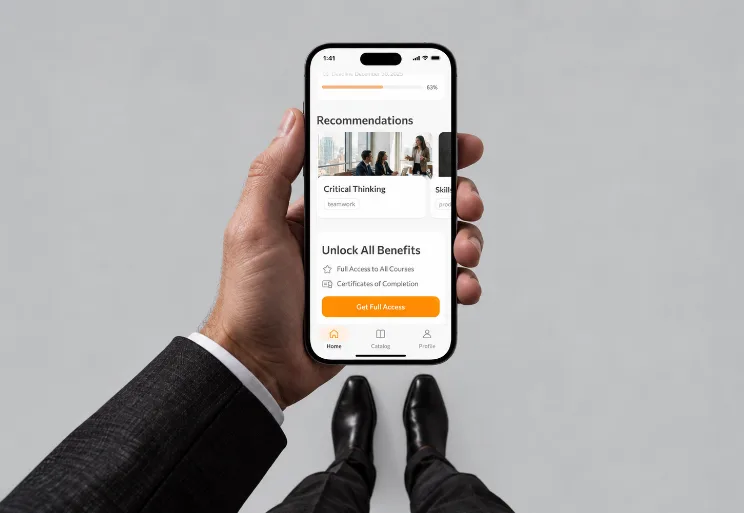 1:41
63%
Recommendations
Critical Thinking
teamwork
Unlock All Benefits
Full Access to All Courses
Certificates of Completion
Get Full Access
Home
Catalog
Profile